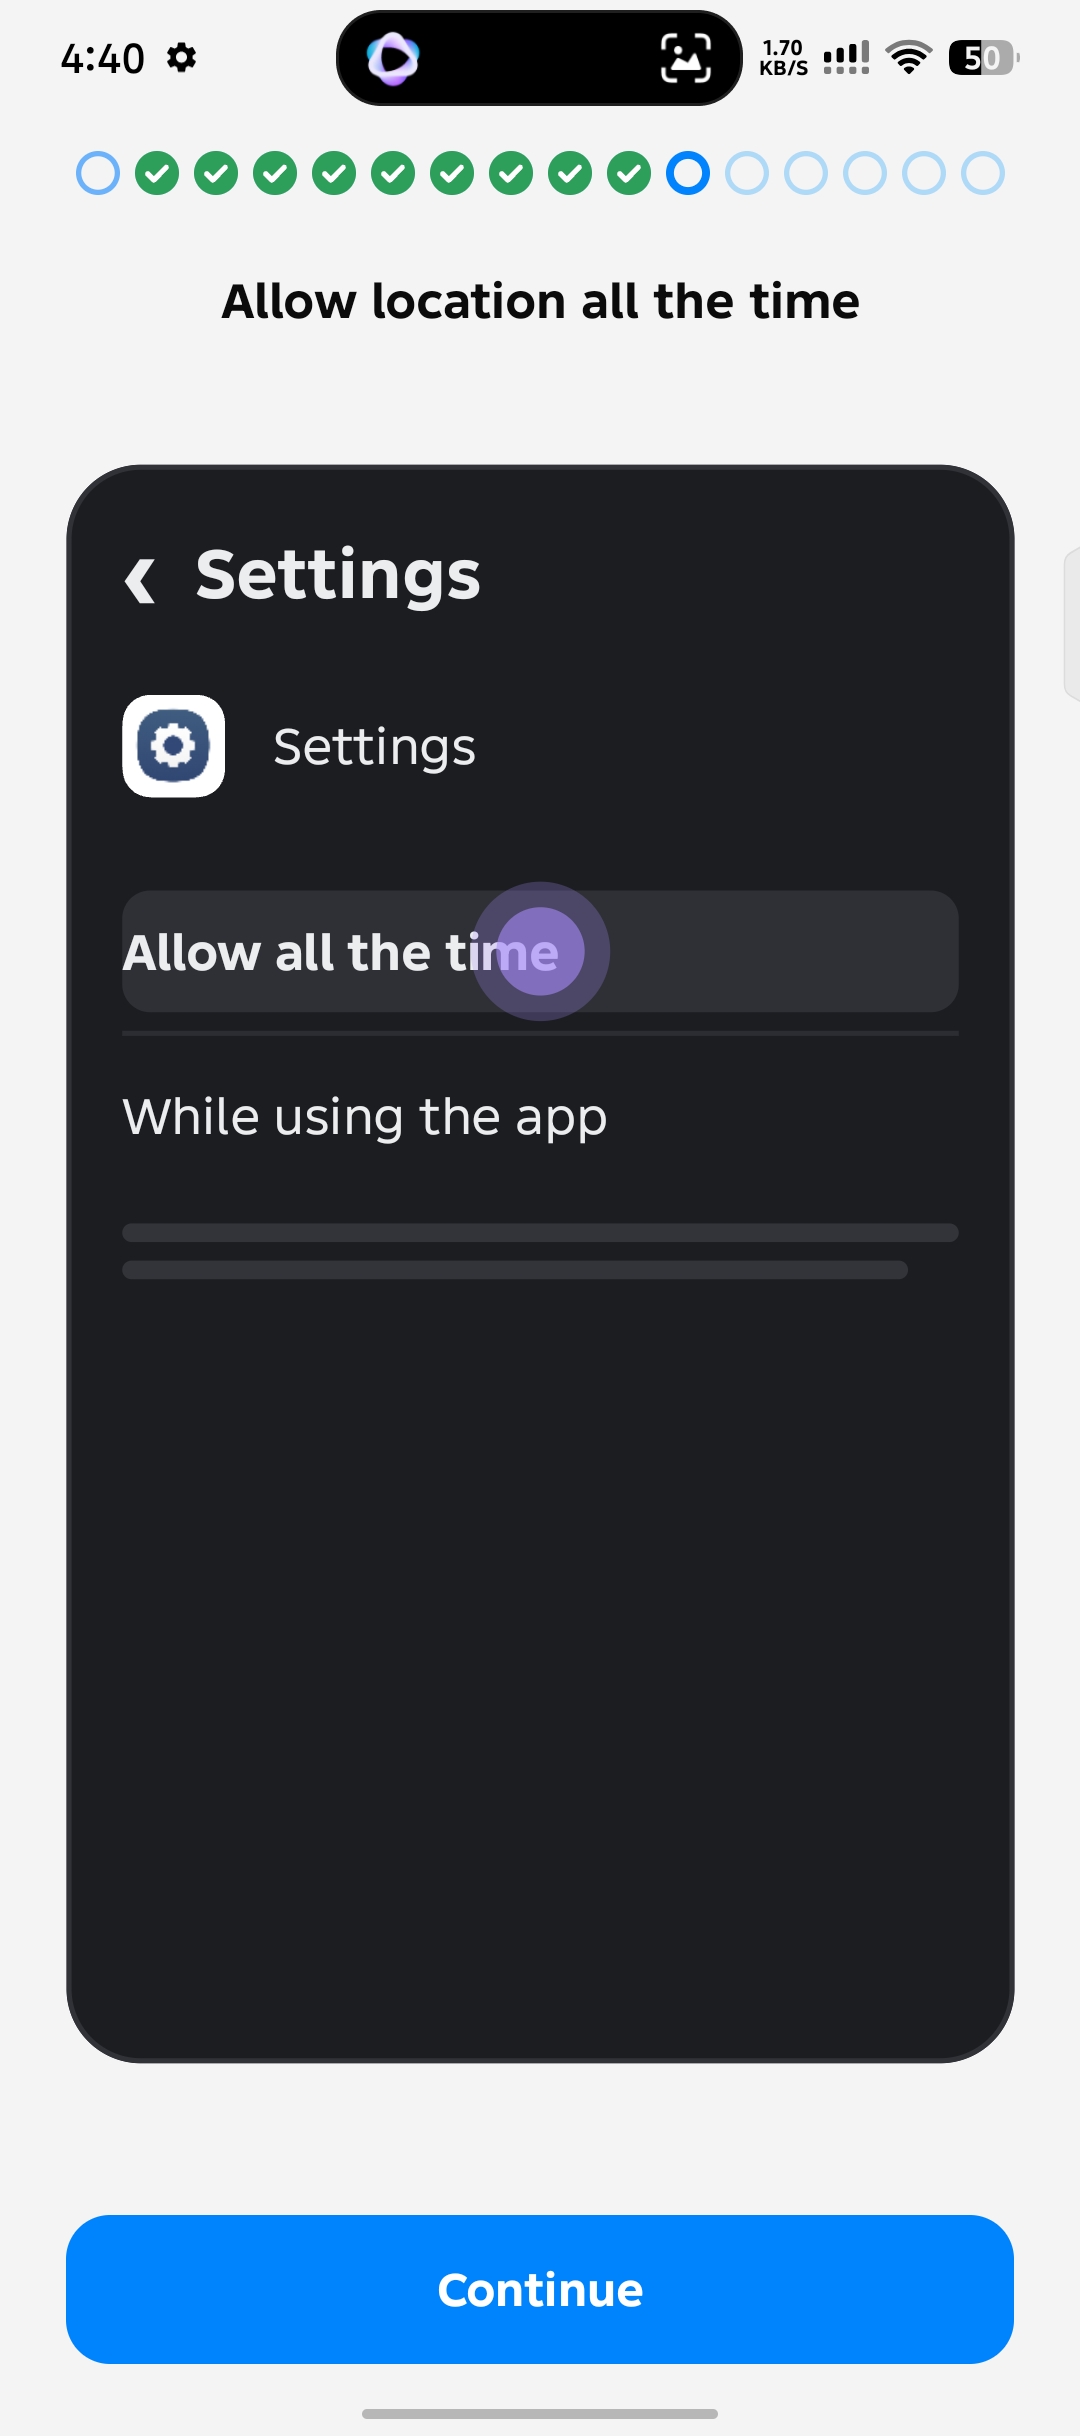 4:40
1.70
KB/S
50
Allow location all the time
Settings
Settings
Allow all the time
While using the app
Continue